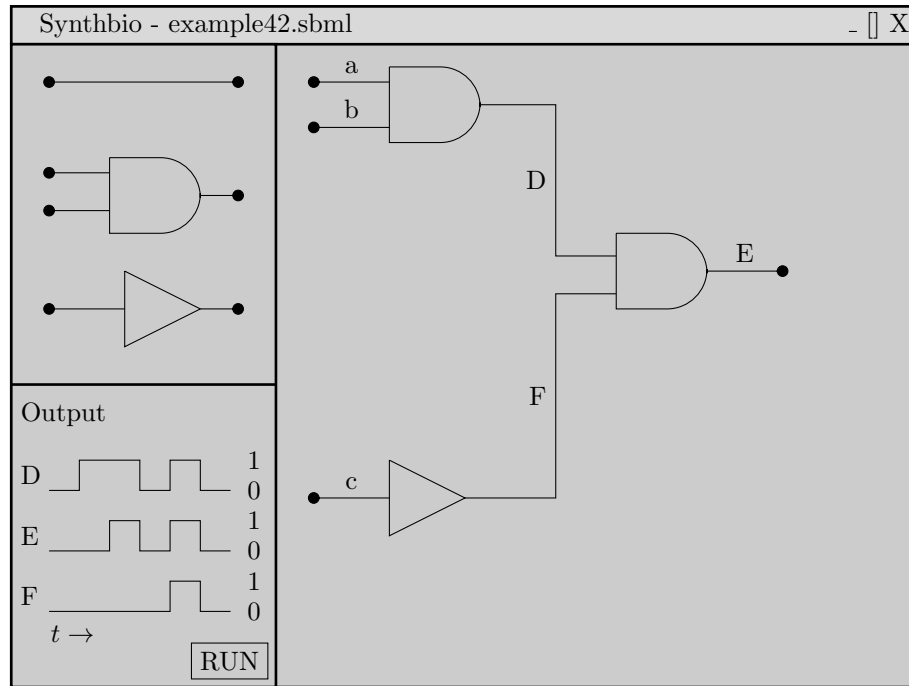 Synthbio - example42.sbml _ [] X
a
b
D
E
F
c
Output
D 1
0
E 1
0
F 1
0
t →
RUN